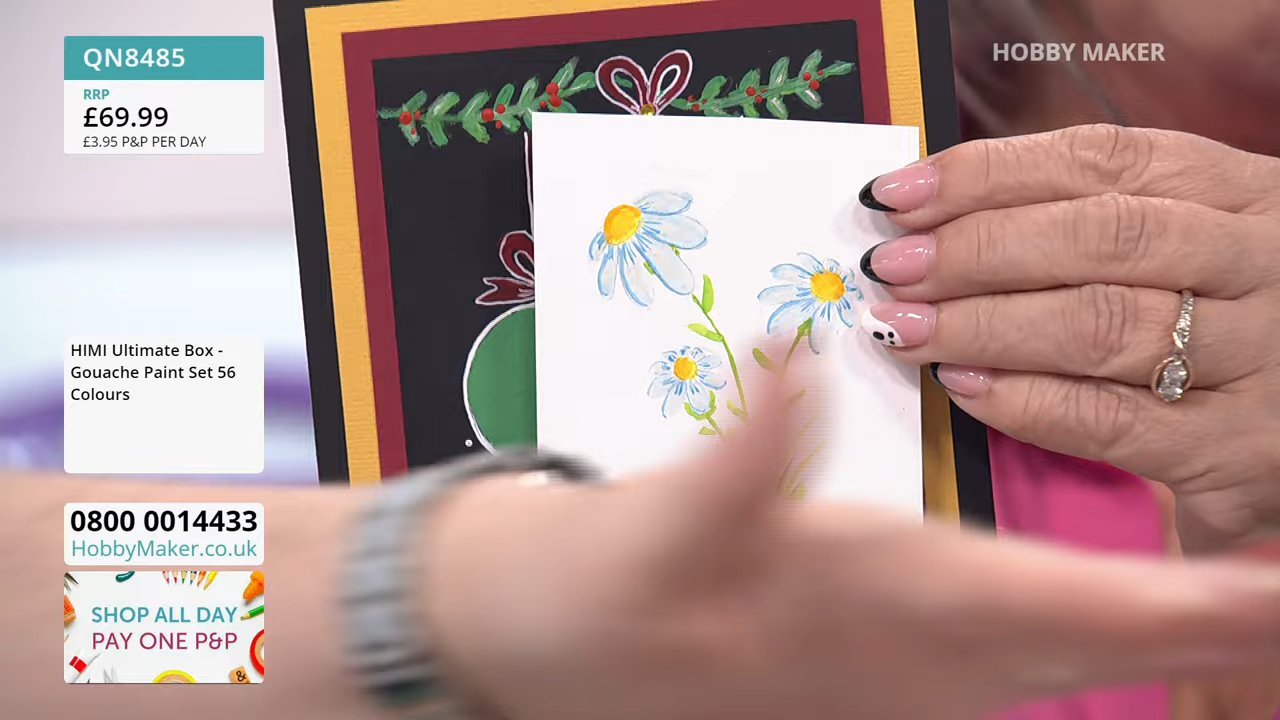 QN8485
RRP
£69.99
£3.95 P&P PER DAY
HOBBY MAKER
HIMI Ultimate Box -
Gouache Paint Set 56
Colours
0800 0014433
HobbyMaker.co.uk
SHOP ALL DAY
PAY ONE P&P
&